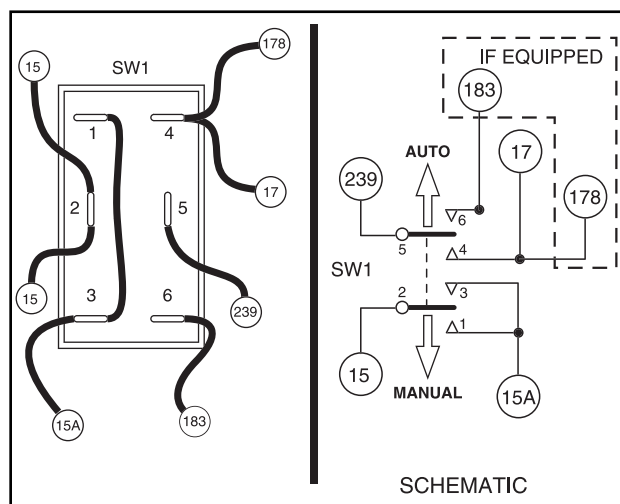 SW1
15
178
1
4
17
2
5
15
3
6
239
15A
183
IF EQUIPPED
183
AUTO
17
239
178
6
5
4
SW1
2
3
1
15
MANUAL
15A
SCHEMATIC